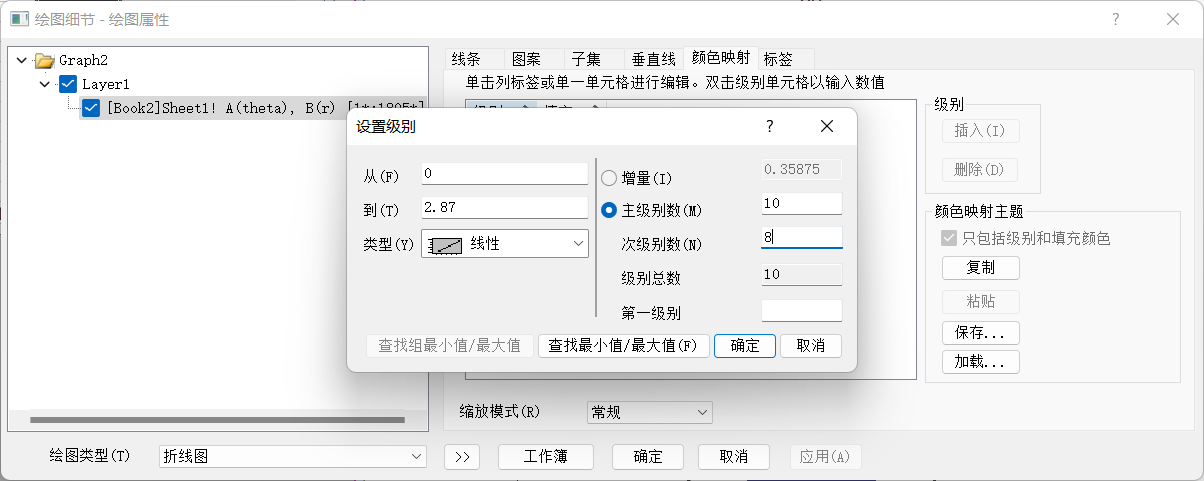 绘图细节 - 绘图属性
Graph2
Layer1
[Book2]Sheet1! A(theta), B(r) [1*:1805*]
线条 图案 子集 垂直线 颜色映射 标签
单击列标签或单一单元格进行编辑。双击级别单元格以输入数值
级别
插入(I)
删除(D)
颜色映射主题
只包括级别和填充颜色
复制
粘贴
保存...
加载...
设置级别
从(F) 0
到(T) 2.87
类型(Y) 线性
增量(I) 0.35875
主级别数(M) 10
次级别数(N) 8
级别总数 10
第一级别
查找组最小值/最大值 查找最小值/最大值(F) 确定 取消
缩放模式(R) 常规
绘图类型(T) 折线图 >> 工作簿 确定 取消 应用(A)